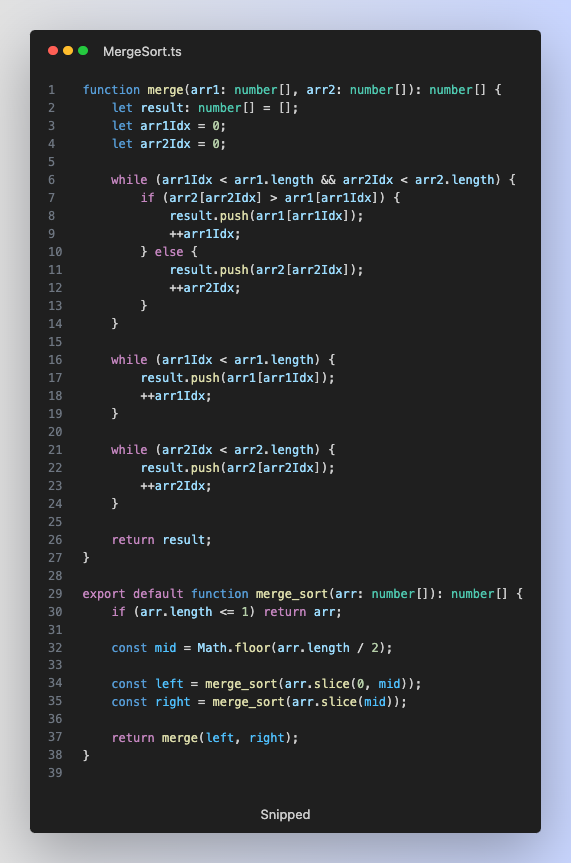 MergeSort.ts
1 function merge(arr1: number[], arr2: number[]): number[] {
2     let result: number[] = [];
3     let arr1Idx = 0;
4     let arr2Idx = 0;
5
6     while (arr1Idx < arr1.length && arr2Idx < arr2.length) {
7         if (arr2[arr2Idx] > arr1[arr1Idx]) {
8             result.push(arr1[arr1Idx]);
9             ++arr1Idx;
10         } else {
11             result.push(arr2[arr2Idx]);
12             ++arr2Idx;
13         }
14     }
15
16     while (arr1Idx < arr1.length) {
17         result.push(arr1[arr1Idx]);
18         ++arr1Idx;
19     }
20
21     while (arr2Idx < arr2.length) {
22         result.push(arr2[arr2Idx]);
23         ++arr2Idx;
24     }
25
26     return result;
27 }
28
29 export default function merge_sort(arr: number[]): number[] {
30     if (arr.length <= 1) return arr;
31
32     const mid = Math.floor(arr.length / 2);
33
34     const left = merge_sort(arr.slice(0, mid));
35     const right = merge_sort(arr.slice(mid));
36
37     return merge(left, right);
38 }
39
Snipped